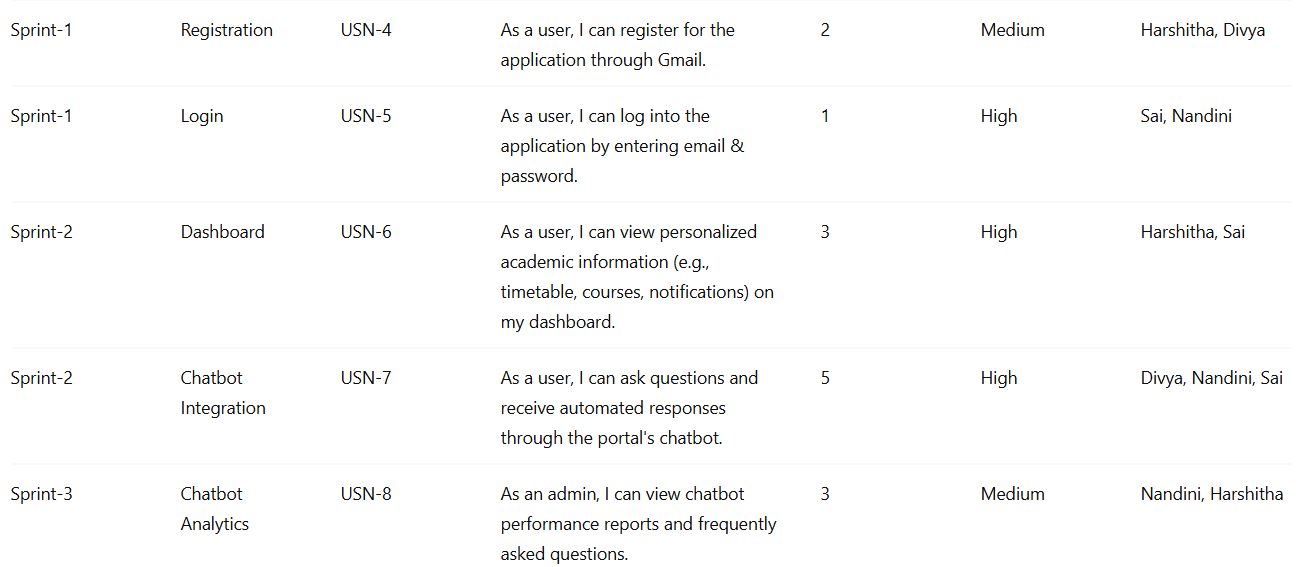 Sprint-1 Registration USN-4 As a user, I can register for the 2 Medium Harshitha, Divya
application through Gmail.
Sprint-1 Login USN-5 As a user, I can log into the 1 High Sai, Nandini
application by entering email &
password.
Sprint-2 Dashboard USN-6 As a user, I can view personalized 3 High Harshitha, Sai
academic information (e.g.,
timetable, courses, notifications) on
my dashboard.
Sprint-2 Chatbot USN-7 As a user, I can ask questions and 5 High Divya, Nandini, Sai
Integration receive automated responses
through the portal's chatbot.
Sprint-3 Chatbot USN-8 As an admin, I can view chatbot 3 Medium Nandini, Harshitha
Analytics performance reports and frequently
asked questions.